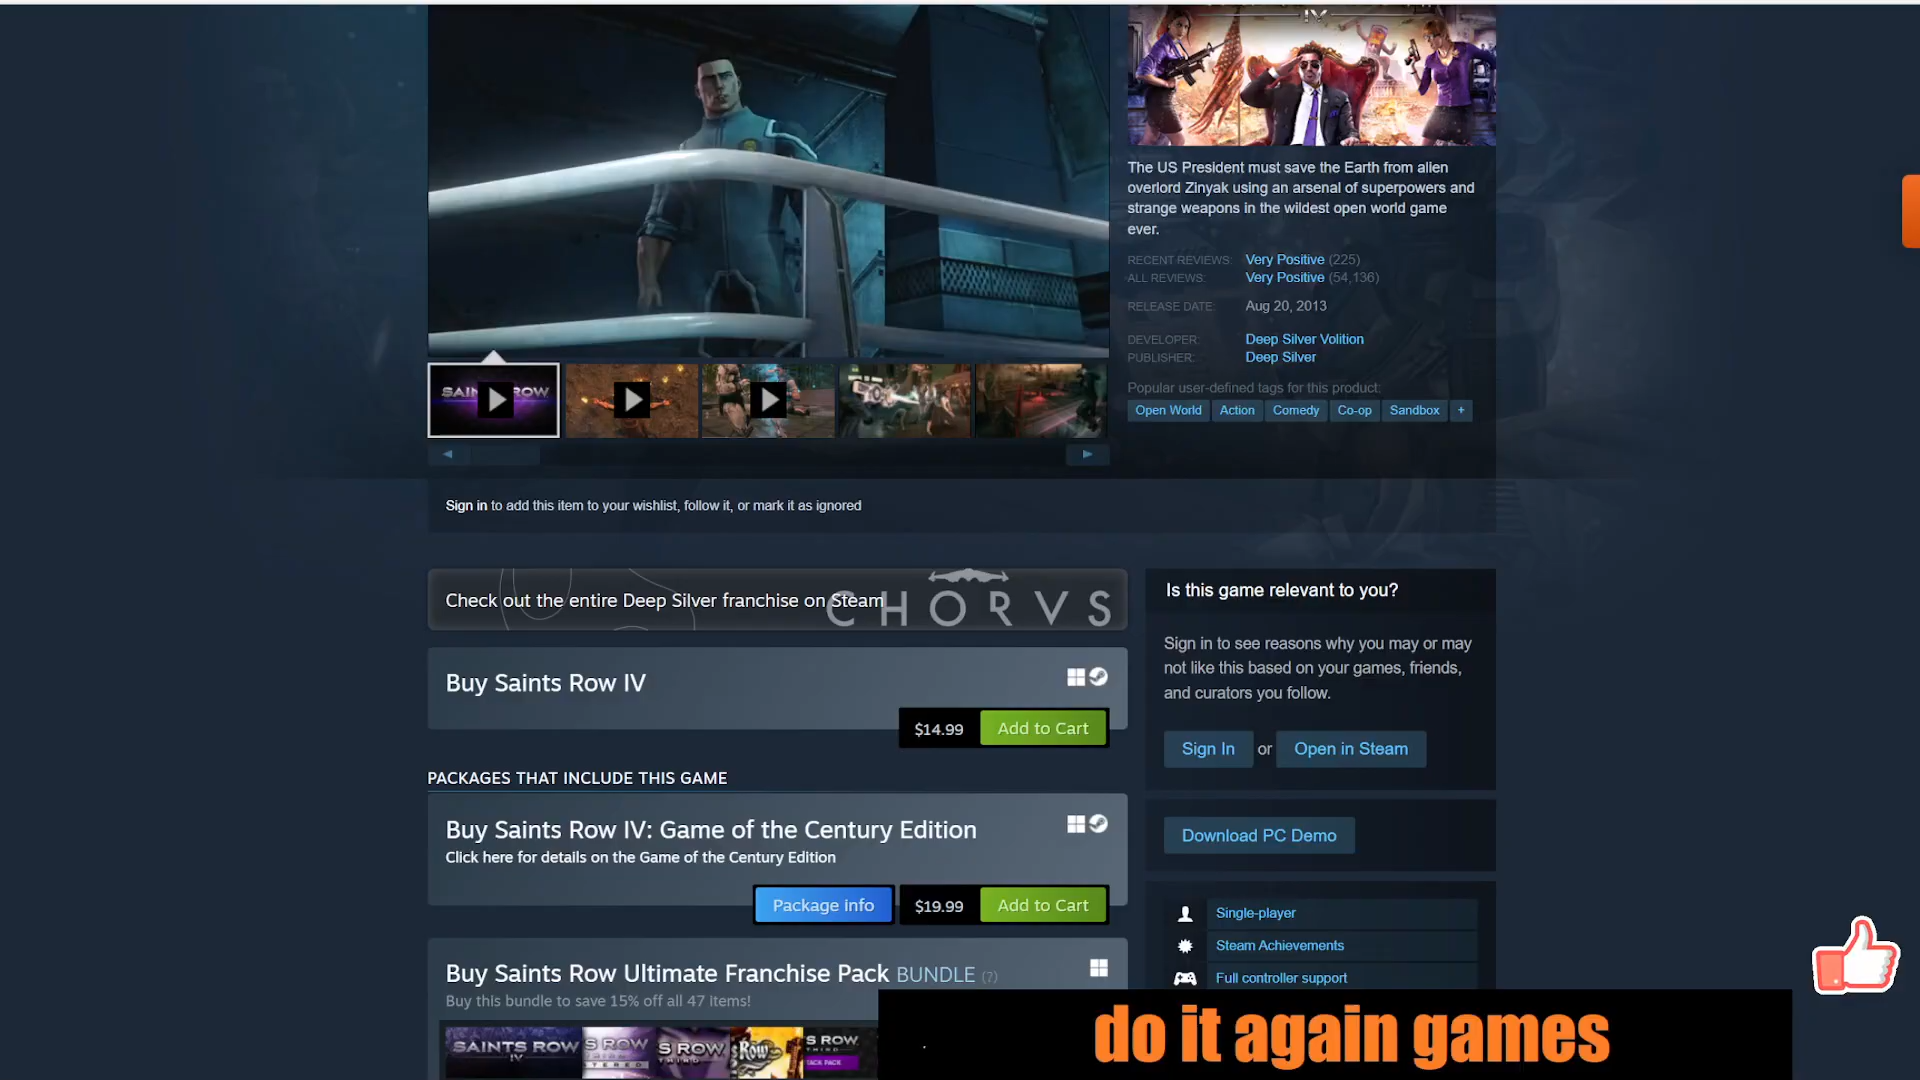 IV
The US President must save the Earth from alien
overlord Zinyak using an arsenal of superpowers and
strange weapons in the wildest open world game
ever.
RECENT REVIEWS: Very Positive (225)
ALL REVIEWS: Very Positive (54,136)
RELEASE DATE: Aug 20, 2013
DEVELOPER: Deep Silver Volition
PUBLISHER: Deep Silver
Popular user-defined tags for this product:
Open World Action Comedy Co-op Sandbox +
SAINTS ROW
Sign in to add this item to your wishlist, follow it, or mark it as ignored
Check out the entire Deep Silver franchise on Steam
CHORVS
Buy Saints Row IV
$14.99 Add to Cart
PACKAGES THAT INCLUDE THIS GAME
Buy Saints Row IV: Game of the Century Edition
Click here for details on the Game of the Century Edition
Package info $19.99 Add to Cart
Buy Saints Row Ultimate Franchise Pack BUNDLE (?)
Buy this bundle to save 15% off all 47 items!
SAINTS ROW
IV
S ROW
S ROW
ROW
S ROW
Is this game relevant to you?
Sign in to see reasons why you may or may
not like this based on your games, friends,
and curators you follow.
Sign In or Open in Steam
Download PC Demo
Single-player
Steam Achievements
Full controller support
do it again games